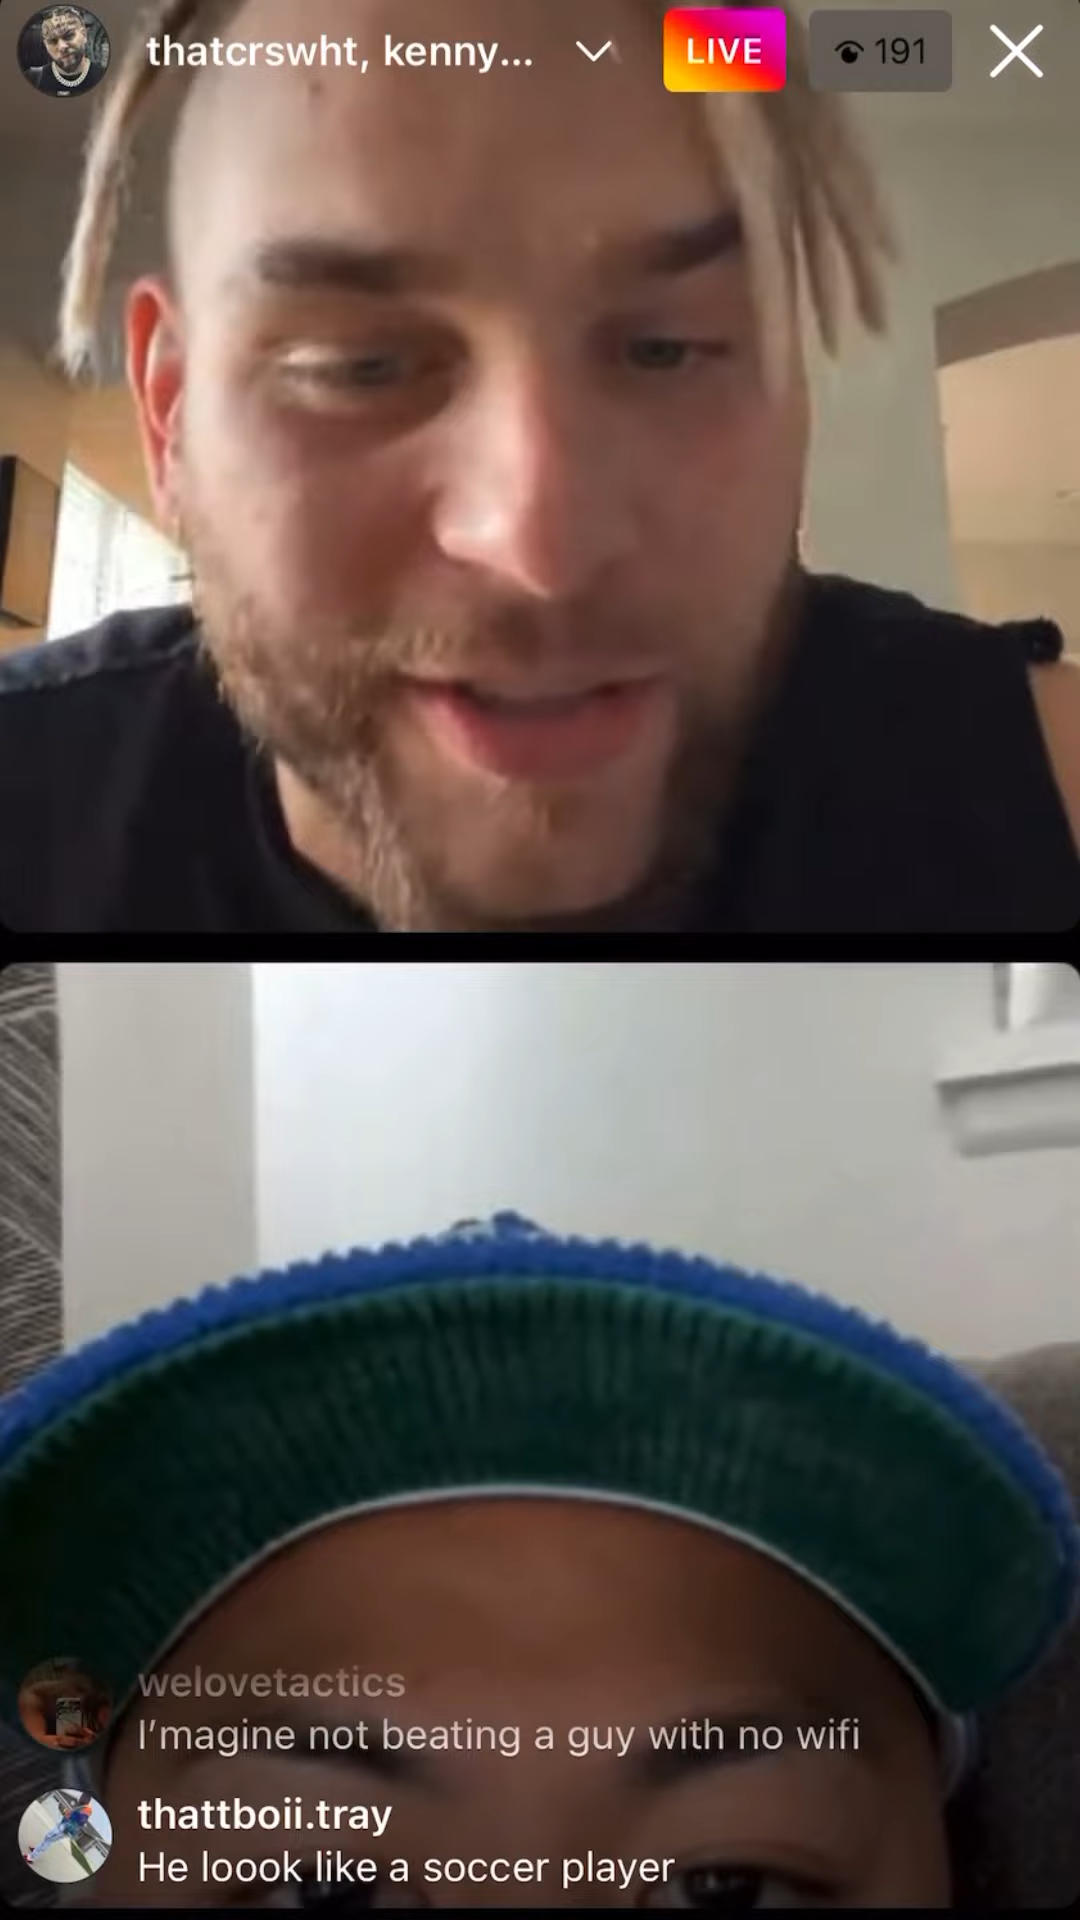 thatcrswht, kenny...
LIVE
191
welovetactics
I'magine not beating a guy with no wifi
thattboii.tray
He loook like a soccer player